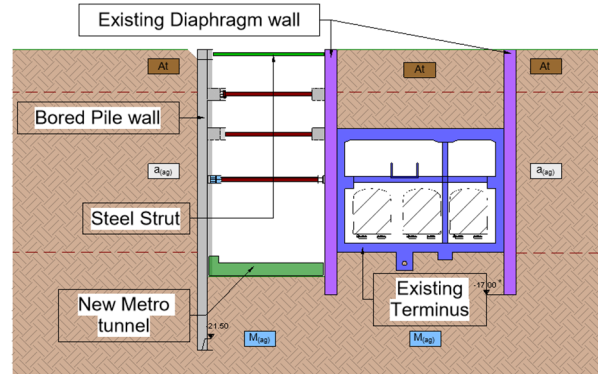 Existing Diaphragm wall
At
At
At
Bored Pile wall
a(ag)
a(ag)
Steel Strut
New Metro
tunnel
Existing
Terminus
-17.00
-21.50
M(ag)
M(ag)